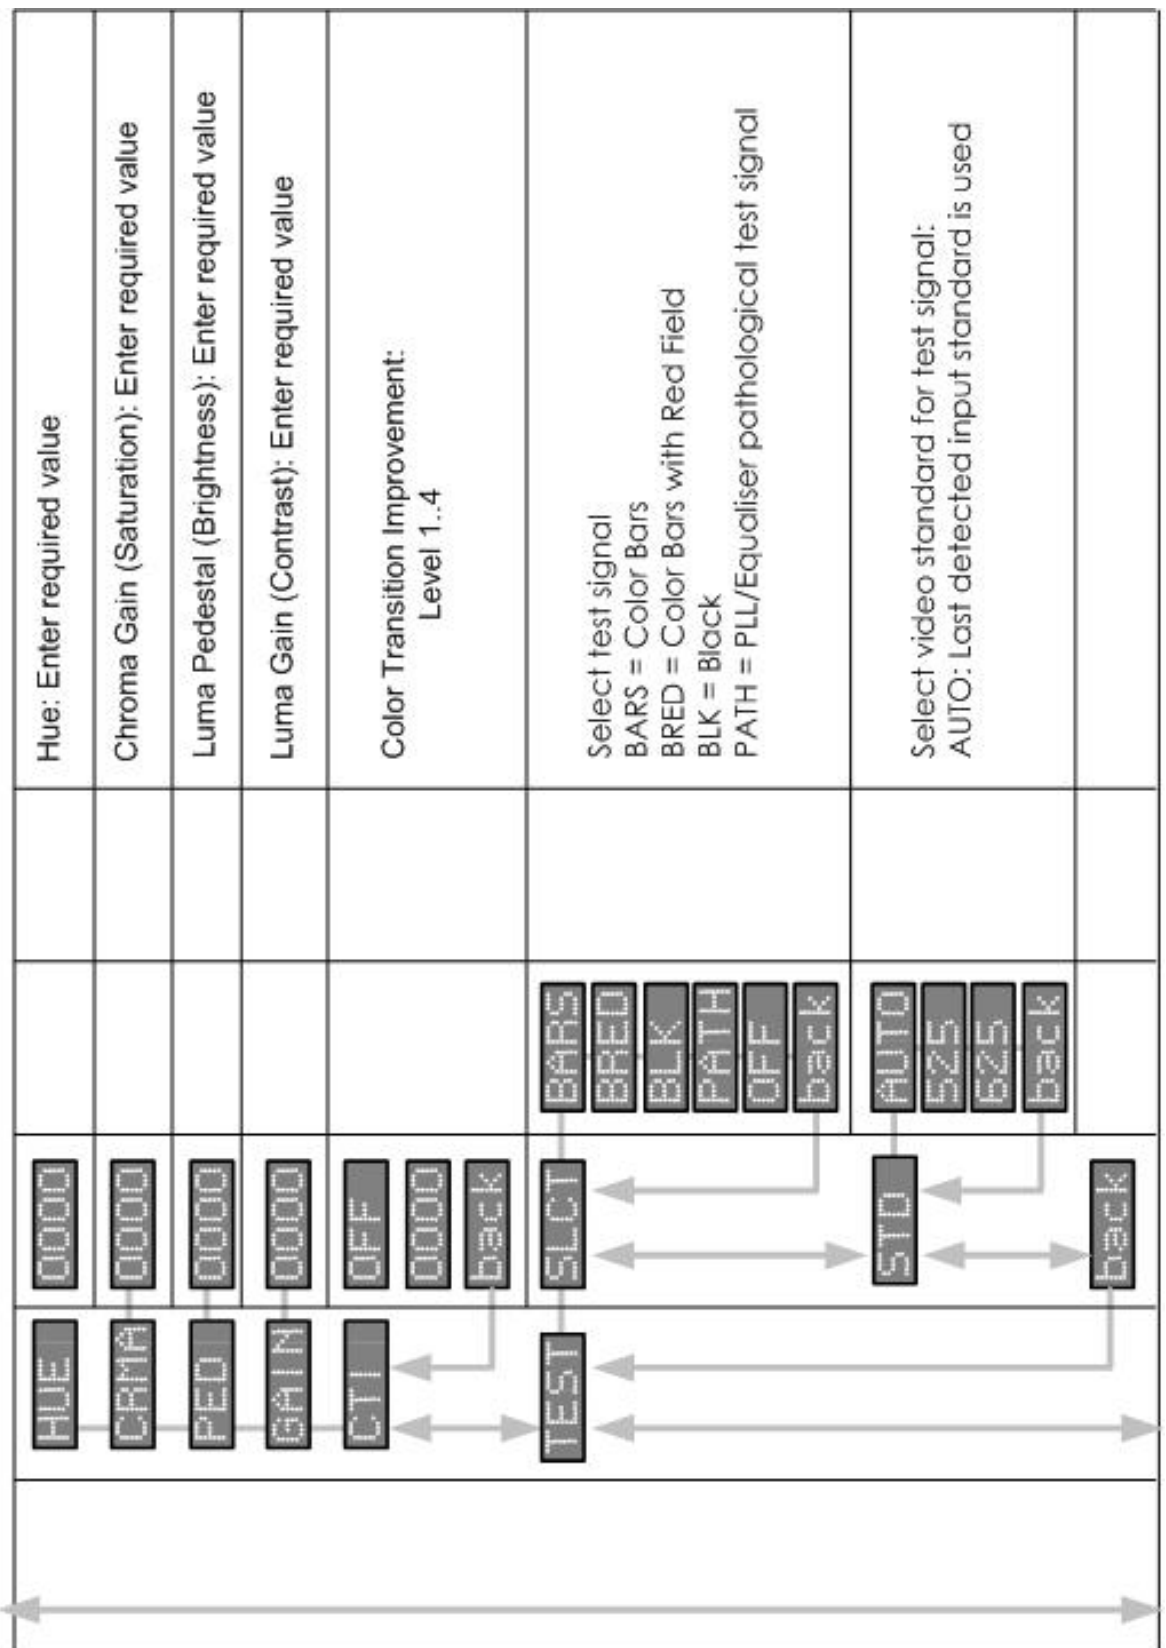 HUE
0000
Hue: Enter required value
CRMA
0000
Chroma Gain (Saturation): Enter required value
PED
0000
Luma Pedestal (Brightness): Enter required value
GAIN
0000
Luma Gain (Contrast): Enter required value
CTI
OFF
0000
back
Color Transition Improvement:
Level 1..4
TEST
SLCT
BARS
BRED
BLK
PATH
OFF
back
Select test signal
BARS = Color Bars
BRED = Color Bars with Red Field
BLK = Black
PATH = PLL/Equaliser pathological test signal
STD
AUTO
525
625
back
Select video standard for test signal:
AUTO: Last detected input standard is used
back